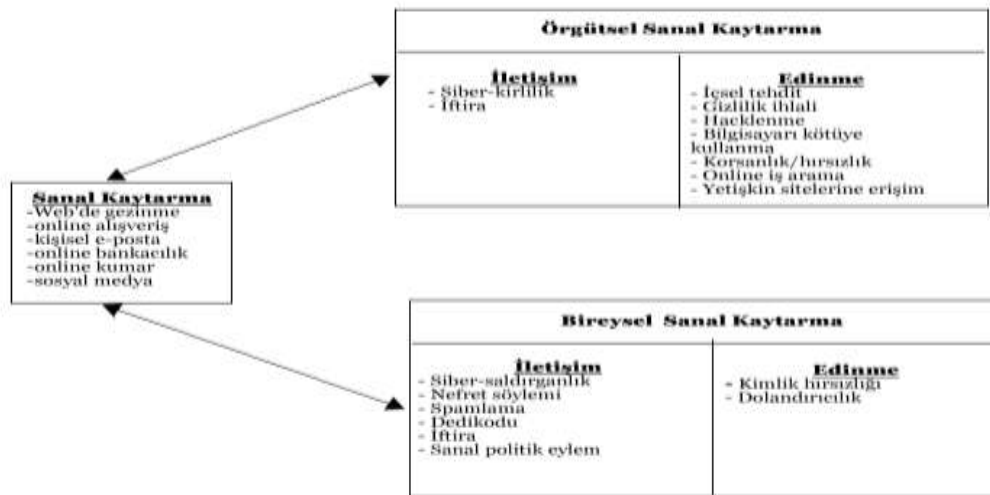 Örgütsel Sanal Kaytarma
İletişim
- Siber-kirlilik
- İftira
Edinme
- İçsel tehdit
- Gizlilik ihlali
- Hacklenme
- Bilgisayarı kötüye
kullanma
- Korsanlık/hırsızlık
- Online iş arama
- Yetişkin sitelerine erişim
Sanal Kaytarma
-Web'de gezinme
-online alışveriş
-kişisel e-posta
-online bankacılık
-online kumar
-sosyal medya
Bireysel Sanal Kaytarma
İletişim
- Siber-saldırganlık
- Nefret söylemi
- Spamlama
- Dedikodu
- İftira
- Sanal politik eylem
Edinme
- Kimlik hırsızlığı
- Dolandırıcılık